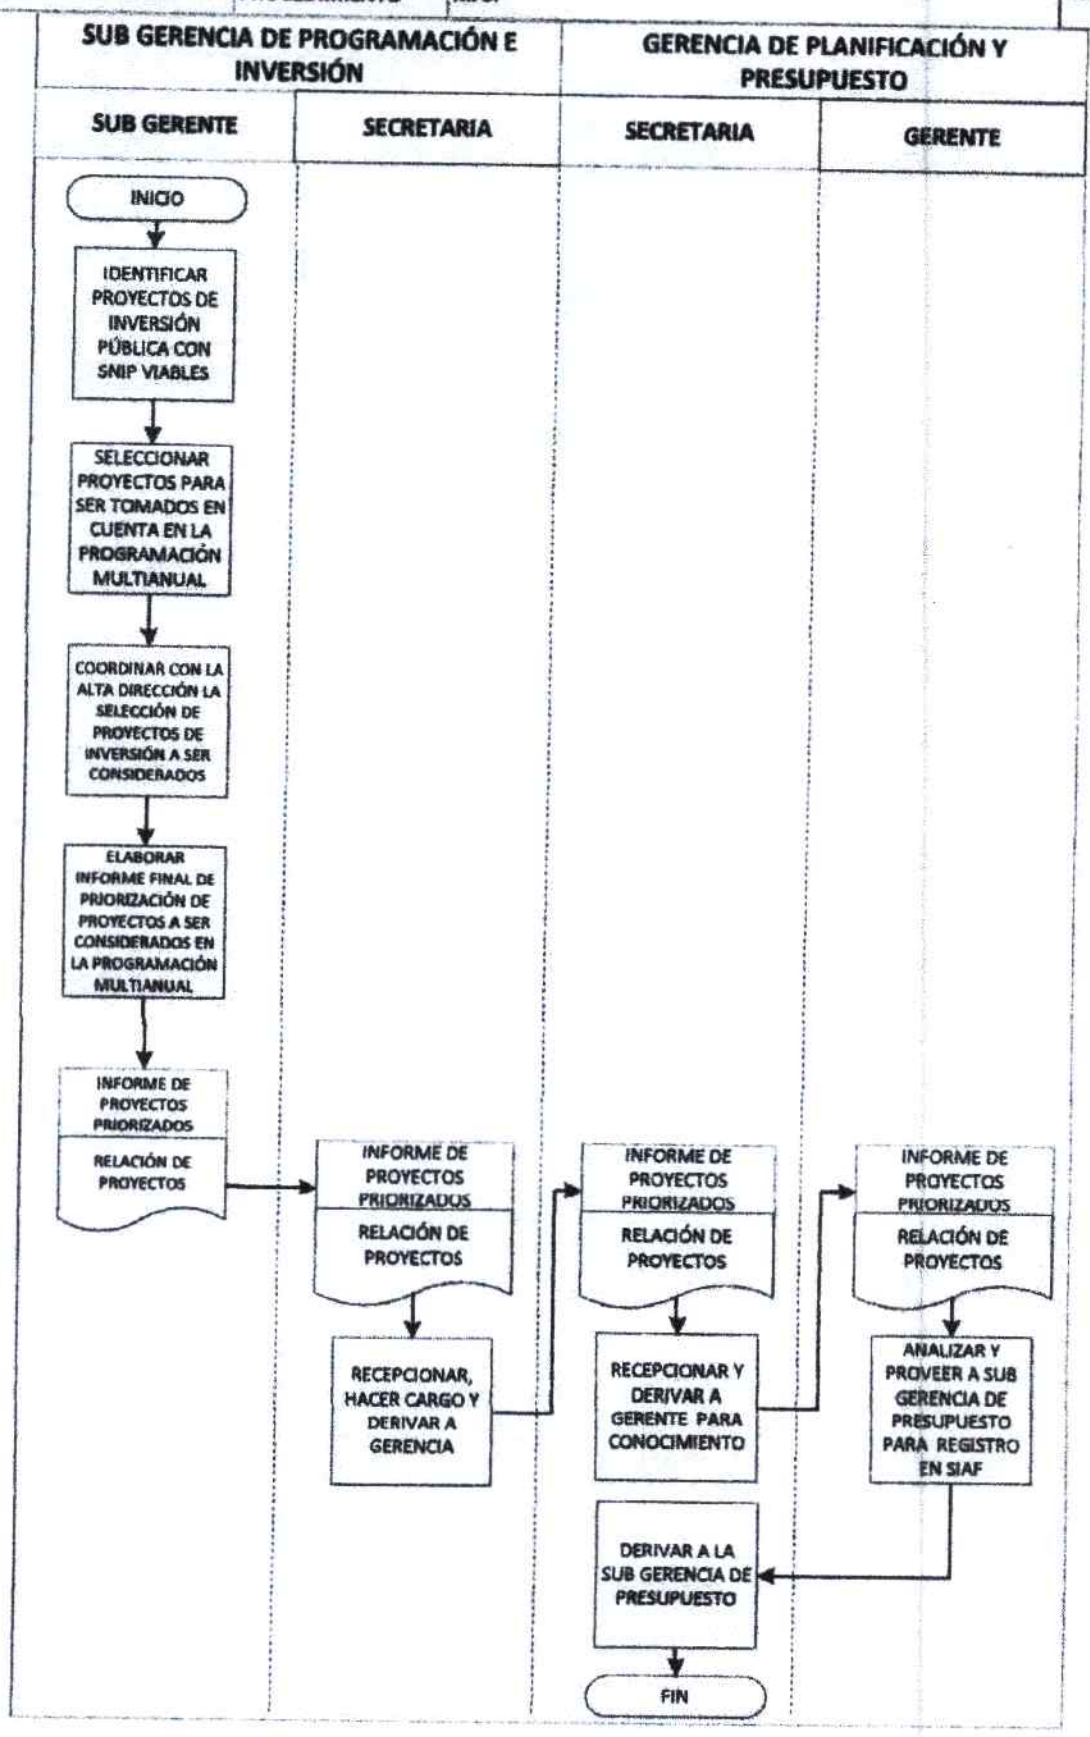 SUB GERENCIA DE PROGRAMACIÓN E
INVERSIÓN
GERENCIA DE PLANIFICACIÓN Y
PRESUPUESTO
SUB GERENTE
SECRETARIA
SECRETARIA
GERENTE
INICIO
IDENTIFICAR
PROYECTOS DE
INVERSIÓN
PÚBLICA CON
SNIP VIABLES
SELECCIONAR
PROYECTOS PARA
SER TOMADOS EN
CUENTA EN LA
PROGRAMACIÓN
MULTIANUAL
COORDINAR CON LA
ALTA DIRECCIÓN LA
SELECCIÓN DE
PROYECTOS DE
INVERSIÓN A SER
CONSIDERADOS
ELABORAR
INFORME FINAL DE
PRIORIZACIÓN DE
PROYECTOS A SER
CONSIDERADOS EN
LA PROGRAMACIÓN
MULTIANUAL
INFORME DE
PROYECTOS
PRIORIZADOS
RELACIÓN DE
PROYECTOS
INFORME DE
PROYECTOS
PRIORIZADOS
RELACIÓN DE
PROYECTOS
RECEPCIONAR,
HACER CARGO Y
DERIVAR A
GERENCIA
INFORME DE
PROYECTOS
PRIORIZADOS
RELACIÓN DE
PROYECTOS
RECEPCIONAR Y
DERIVAR A
GERENTE PARA
CONOCIMIENTO
INFORME DE
PROYECTOS
PRIORIZADOS
RELACIÓN DE
PROYECTOS
ANALIZAR Y
PROVEER A SUB
GERENCIA DE
PRESUPUESTO
PARA REGISTRO
EN SIAF
DERIVAR A LA
SUB GERENCIA DE
PRESUPUESTO
FIN